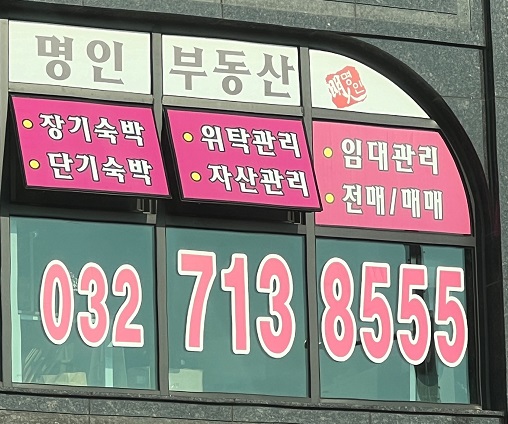 명인 부동산 명인
장기숙박 위탁관리 임대관리
단기숙박 자산관리 전매/매매
032 713 8555